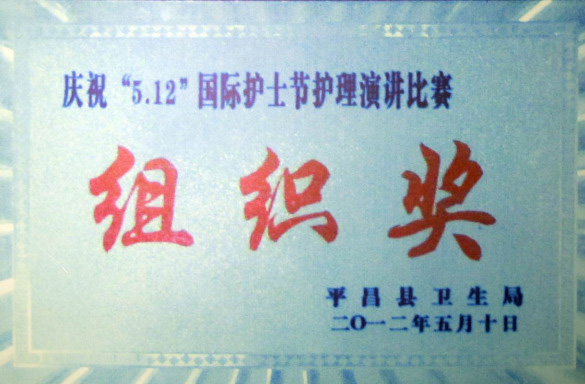 庆祝“5.12”国际护士节护理演讲比赛
组织奖
平昌县卫生局
二〇一二年五月十日